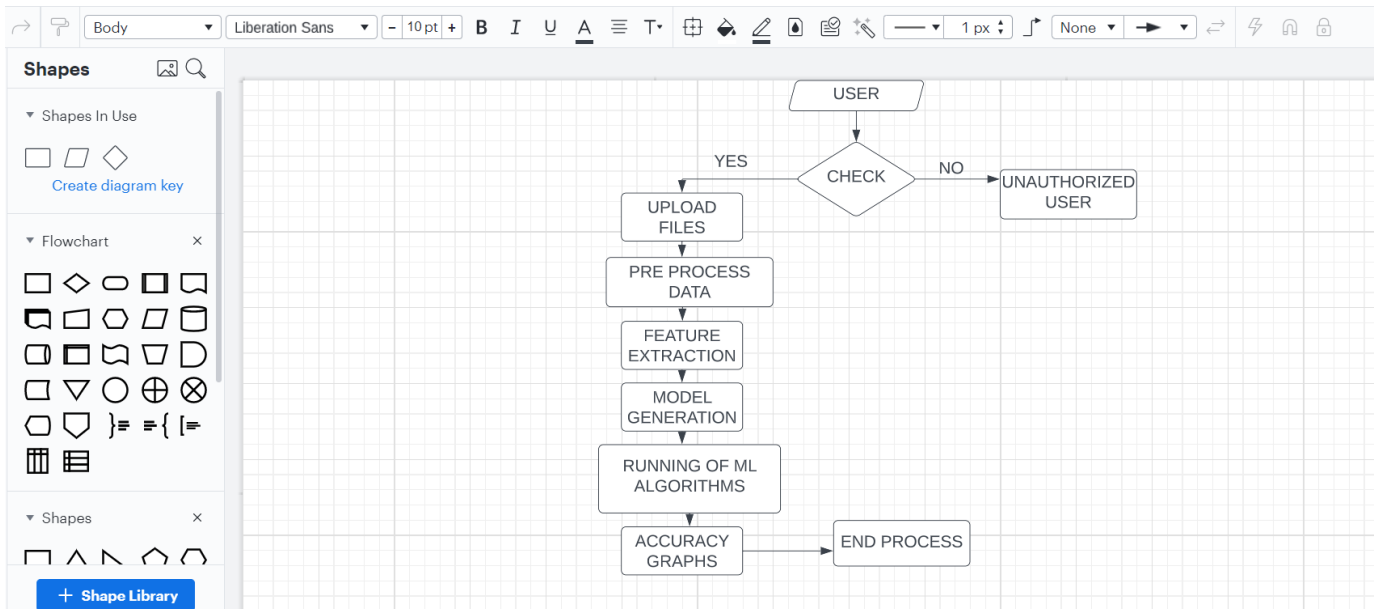 Body
Liberation Sans
- 10 pt +
B I U A T
1 px
None
Shapes
Shapes In Use
Create diagram key
Flowchart
Shapes
+ Shape Library
USER
CHECK
YES
NO
UNAUTHORIZED
USER
UPLOAD
FILES
PRE PROCESS
DATA
FEATURE
EXTRACTION
MODEL
GENERATION
RUNNING OF ML
ALGORITHMS
ACCURACY
GRAPHS
END PROCESS